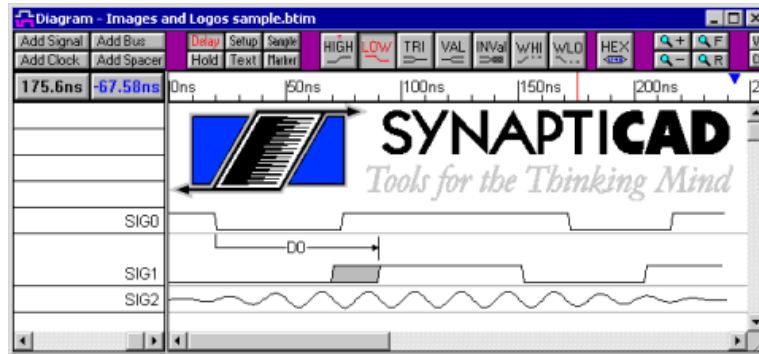 Diagram - Images and Logos sample.btim
Add Signal Add Bus Delay Setup Sample HIGH LOW TRI VAL INVal WHI WLO HEX + F
Add Clock Add Spacer Hold Text Marker - R
175.6ns -67.58ns 0ns 50ns 100ns 150ns 200ns
SYNAPTICAD
Tools for the Thinking Mind
SIG0
D0
SIG1
SIG2